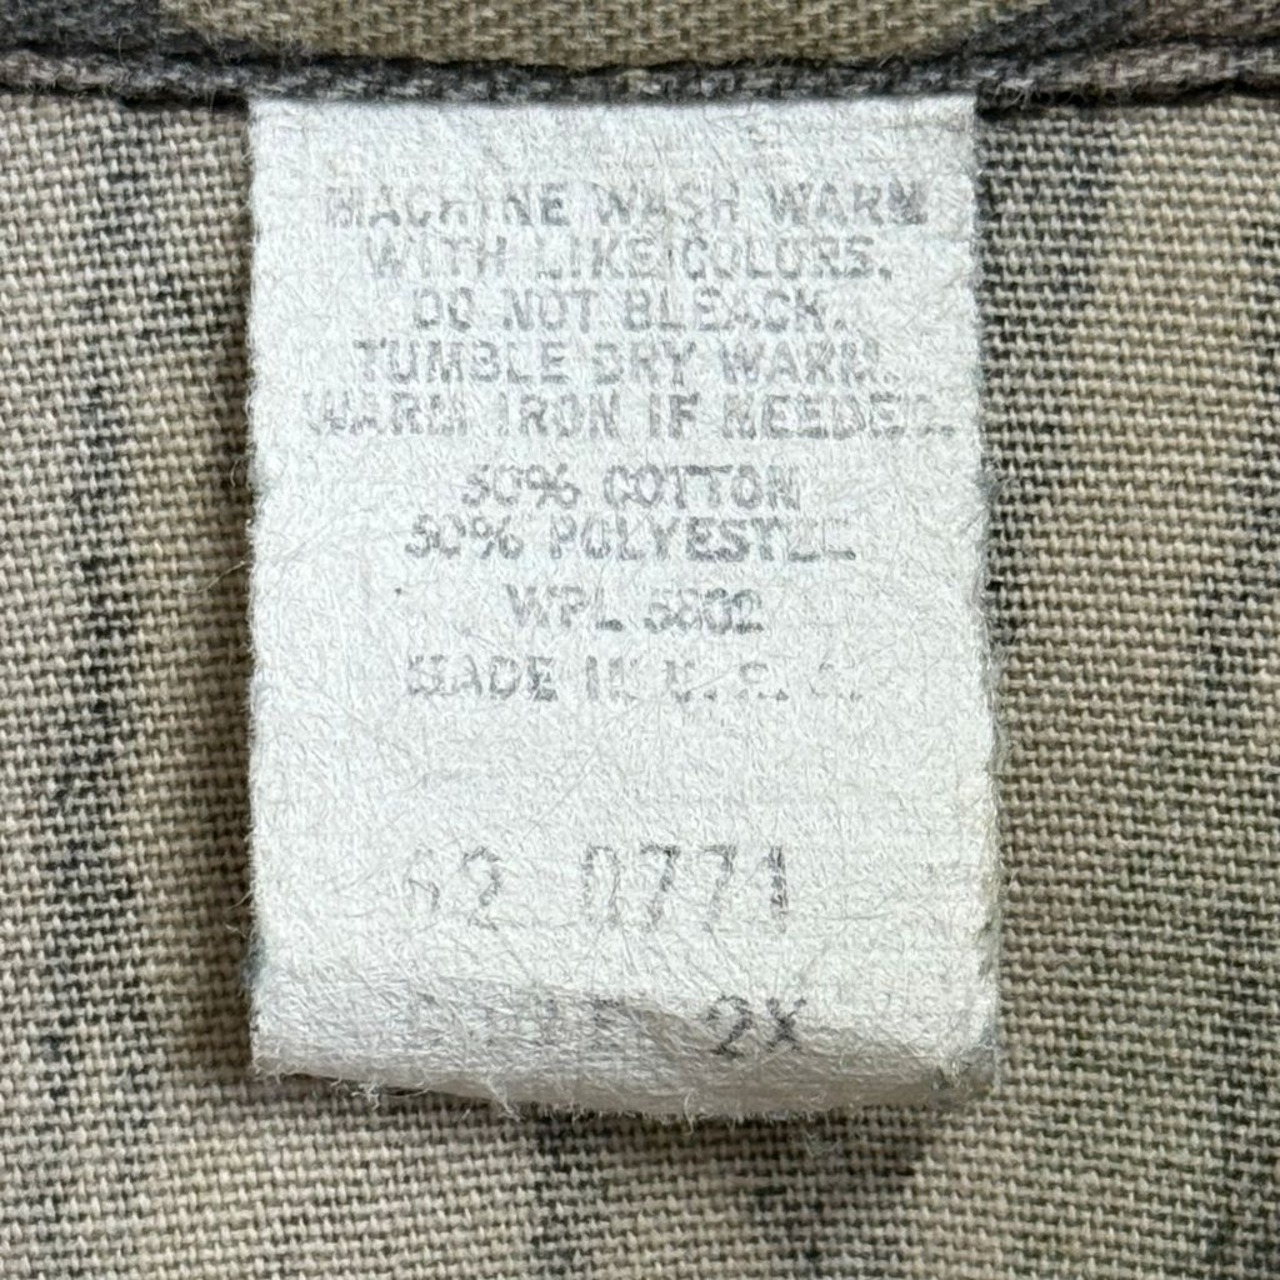 MACHINE WASH WARM
WITH LIKE COLORS.
DO NOT BLEACH.
TUMBLE DRY WARM.
WARM IRON IF NEEDED.
50% COTTON
50% POLYESTER
WPL 5802
MADE IN U.S.A.
62 0771
2X